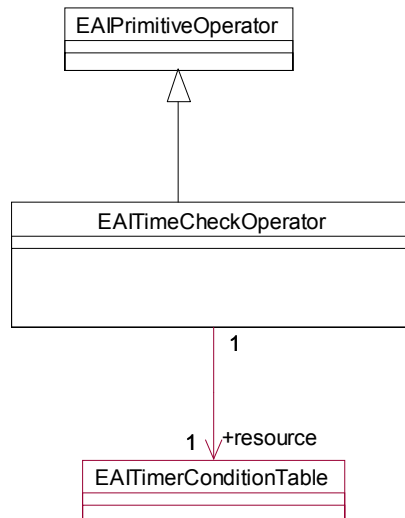 EAIPrimitiveOperator
EAITimeCheckOperator
1
1 +resource
EAITimerConditionTable